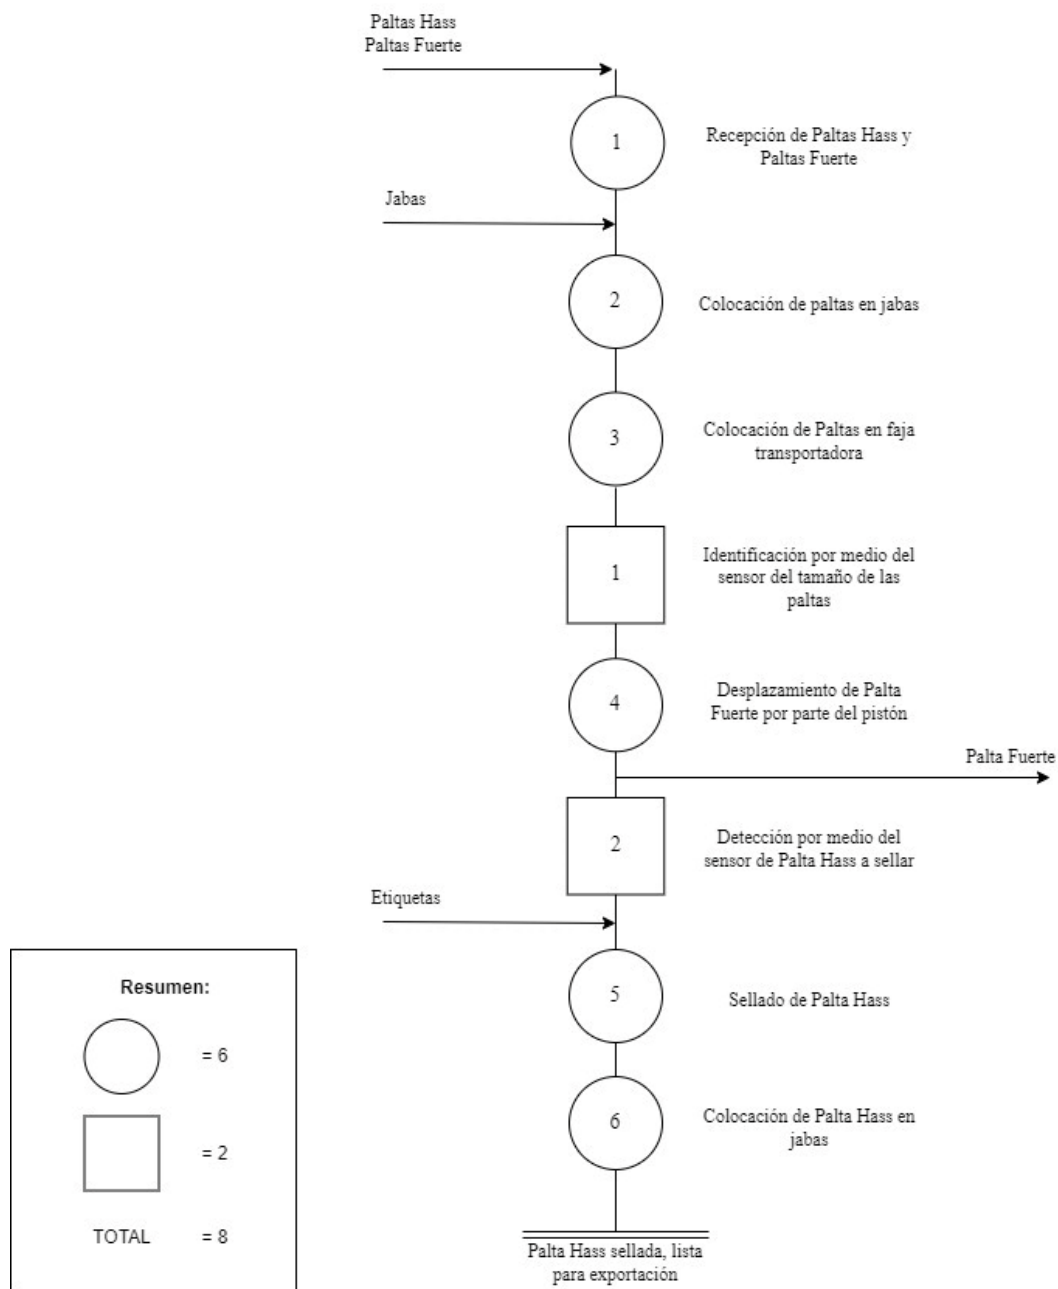 Paltas Hass
Paltas Fuerte
1
Recepción de Paltas Hass y
Paltas Fuerte
Jabas
2
Colocación de paltas en jabas
3
Colocación de Paltas en faja
transportadora
1
Identificación por medio del
sensor del tamaño de las
paltas
4
Desplazamiento de Palta
Fuerte por parte del pistón
Palta Fuerte
2
Detección por medio del
sensor de Palta Hass a sellar
Etiquetas
5
Sellado de Palta Hass
6
Colocación de Palta Hass en
jabas
Palta Hass sellada, lista
para exportación
Resumen:
= 6
= 2
TOTAL = 8